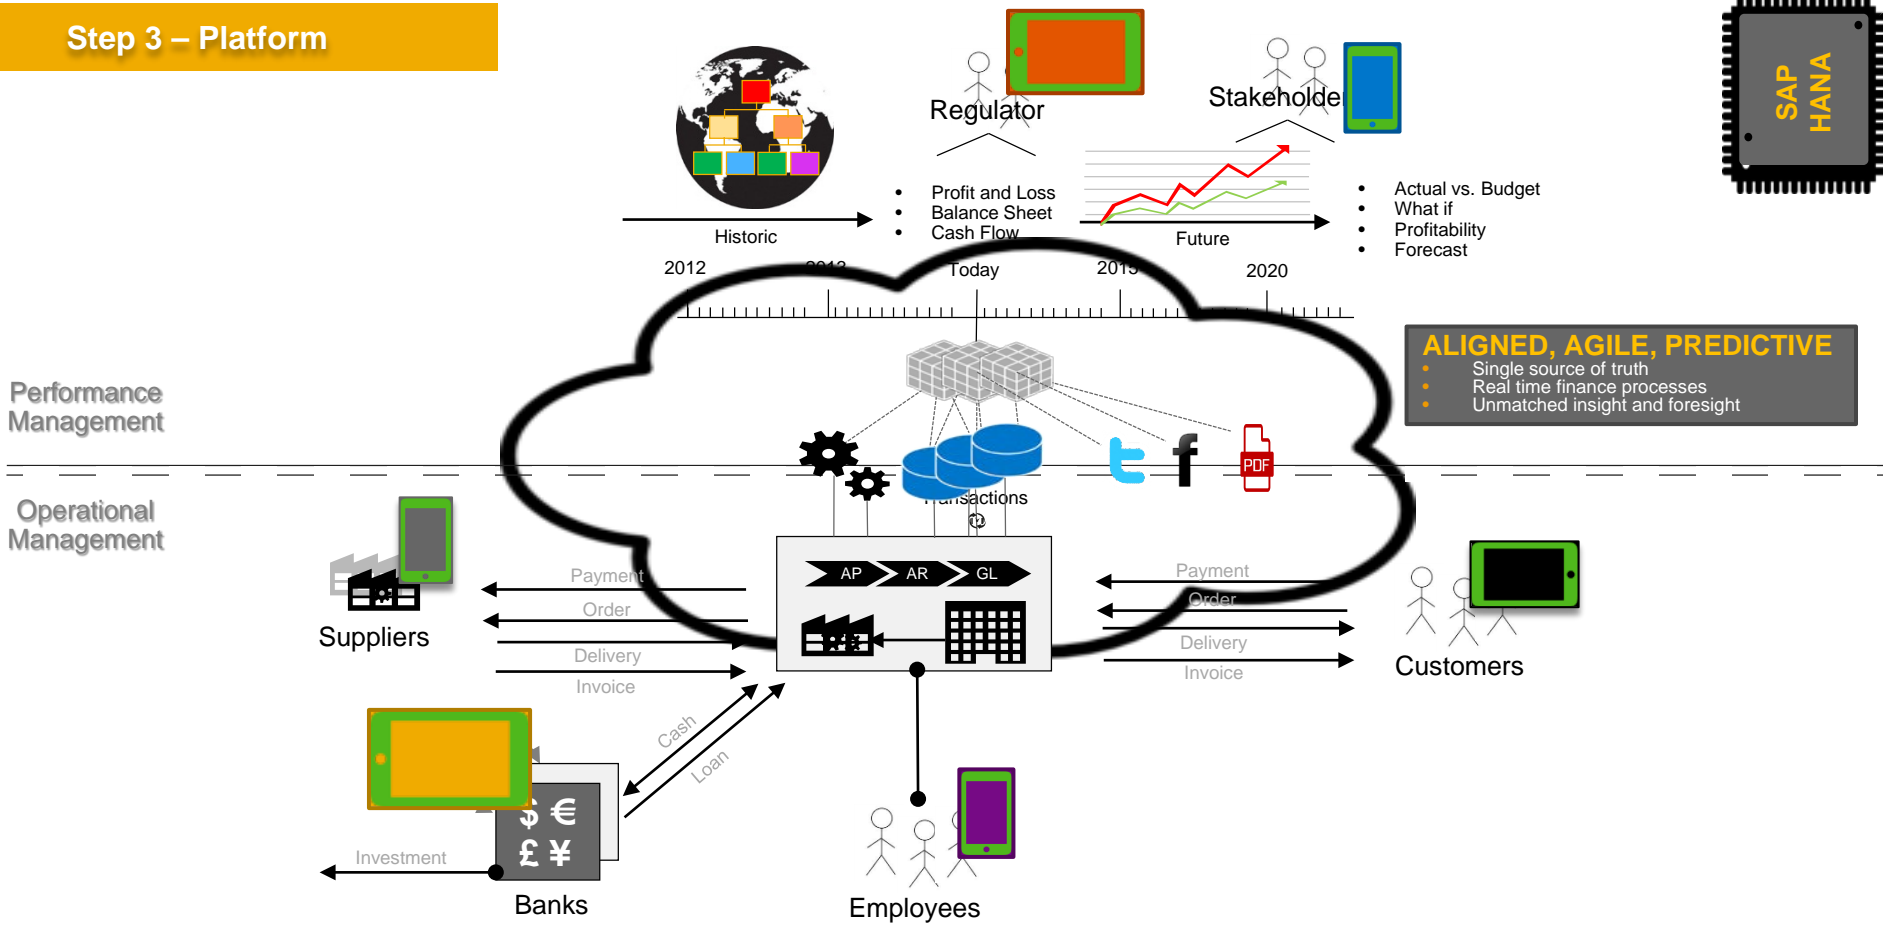 Step 3 – Platform
SAP
HANA
Regulator
Stakeholde
• Profit and Loss
• Balance Sheet
• Cash Flow
• Actual vs. Budget
• What if
• Profitability
• Forecast
Historic
Future
2012
2013
Today
2015
2020
ALIGNED, AGILE, PREDICTIVE
• Single source of truth
• Real time finance processes
• Unmatched insight and foresight
Performance
Management
Operational
Management
PDF
Transactions
AP AR GL
Payment
Order
Delivery
Invoice
Suppliers
Payment
Order
Delivery
Invoice
Customers
Cash
Loan
$ €
£ ¥
Investment
Banks
Employees